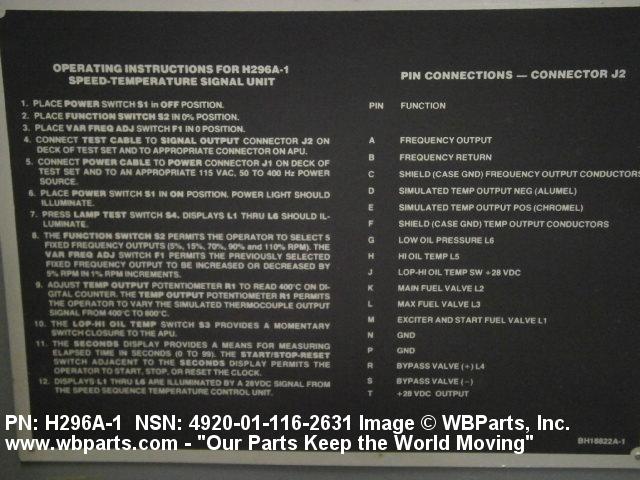 OPERATING INSTRUCTIONS FOR H296A-1
SPEED-TEMPERATURE SIGNAL UNIT
1. PLACE POWER SWITCH S1 in OFF POSITION.
2. PLACE FUNCTION SWITCH S2 IN 0% POSITION.
3. PLACE VAR FREQ ADJ SWITCH F1 IN 0 POSITION.
4. CONNECT TEST CABLE TO SIGNAL OUTPUT CONNECTOR J2 ON
DECK OF TEST SET AND TO APPROPRIATE CONNECTOR ON APU.
5. CONNECT POWER CABLE TO POWER CONNECTOR J1 ON DECK OF
TEST SET AND TO AN APPROPRIATE 115 VAC, 50 TO 400 Hz POWER
SOURCE.
6. PLACE POWER SWITCH S1 IN ON POSITION. POWER LIGHT SHOULD
ILLUMINATE.
7. PRESS LAMP TEST SWITCH S4. DISPLAYS L1 THRU L6 SHOULD IL-
LUMINATE.
8. THE FUNCTION SWITCH S2 PERMITS THE OPERATOR TO SELECT 5
FIXED FREQUENCY OUTPUTS (5%, 15%, 70%, 90% and 110% RPM). THE
VAR FREQ ADJ SWITCH F1 PERMITS THE PREVIOUSLY SELECTED
FIXED FREQUENCY OUTPUT TO BE INCREASED OR DECREASED BY
5% RPM IN 1% RPM INCREMENTS.
9. ADJUST TEMP OUTPUT POTENTIOMETER R1 TO READ 400°C ON DI-
GITAL COUNTER. THE TEMP OUTPUT POTENTIOMETER R1 PERMITS
THE OPERATOR TO VARY THE SIMULATED THERMOCOUPLE OUTPUT
SIGNAL FROM 400°C TO 800°C.
10. THE LOP-HI OIL TEMP SWITCH S3 PROVIDES A MOMENTARY
SWITCH CLOSURE TO THE APU.
11. THE SECONDS DISPLAY PROVIDES A MEANS FOR MEASURING
ELAPSED TIME IN SECONDS (0 TO 99). THE START/STOP-RESET
SWITCH ADJACENT TO THE SECONDS DISPLAY PERMITS THE
OPERATOR TO START, STOP, OR RESET THE CLOCK.
12. DISPLAYS L1 THRU L6 ARE ILLUMINATED BY A 28VDC SIGNAL FROM
THE SPEED SEQUENCE TEMPERATURE CONTROL UNIT.
PIN CONNECTIONS — CONNECTOR J2
PIN FUNCTION
A FREQUENCY OUTPUT
B FREQUENCY RETURN
C SHIELD (CASE GND) FREQUENCY OUTPUT CONDUCTORS
D SIMULATED TEMP OUTPUT NEG (ALUMEL)
E SIMULATED TEMP OUTPUT POS (CHROMEL)
F SHIELD (CASE GND) TEMP OUTPUT CONDUCTORS
G LOW OIL PRESSURE L6
H HI OIL TEMP L5
J LOP-HI OIL TEMP SW +28 VDC
K MAIN FUEL VALVE L2
L MAX FUEL VALVE L3
M EXCITER AND START FUEL VALVE L1
N GND
P GND
R BYPASS VALVE (+) L4
S BYPASS VALVE (-)
T +28 VDC OUTPUT
BH18822A-1
PN: H296A-1 NSN: 4920-01-116-2631 Image © WBParts, Inc.
www.wbparts.com - "Our Parts Keep the World Moving"